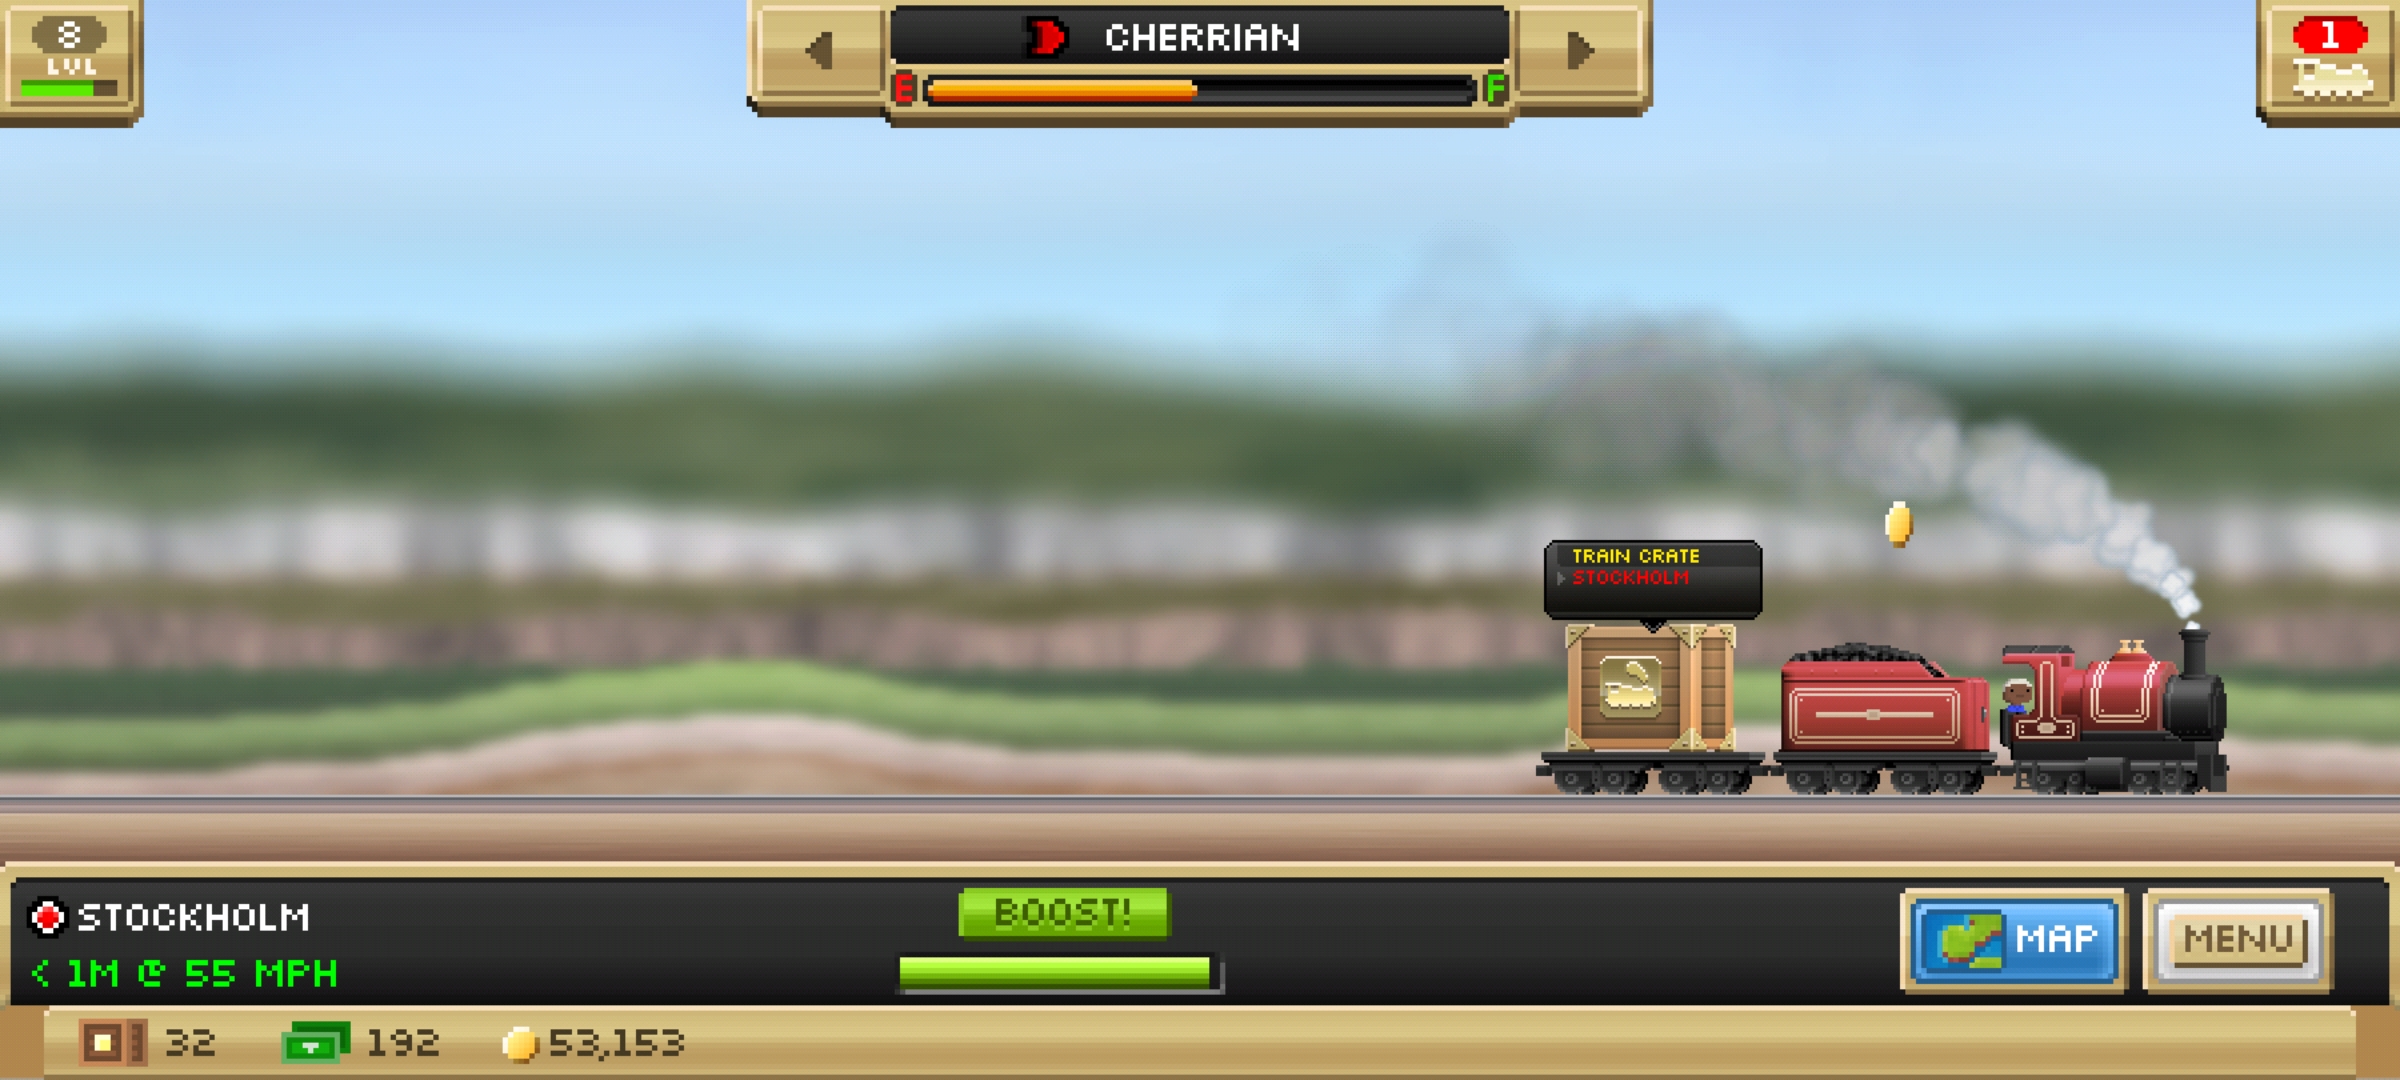 8
LVL
CHERRIAN
E F
1
TRAIN CRATE
STOCKHOLM
STOCKHOLM
BOOST!
< 1M @ 55 MPH
MAP
MENU
32 192 53,153